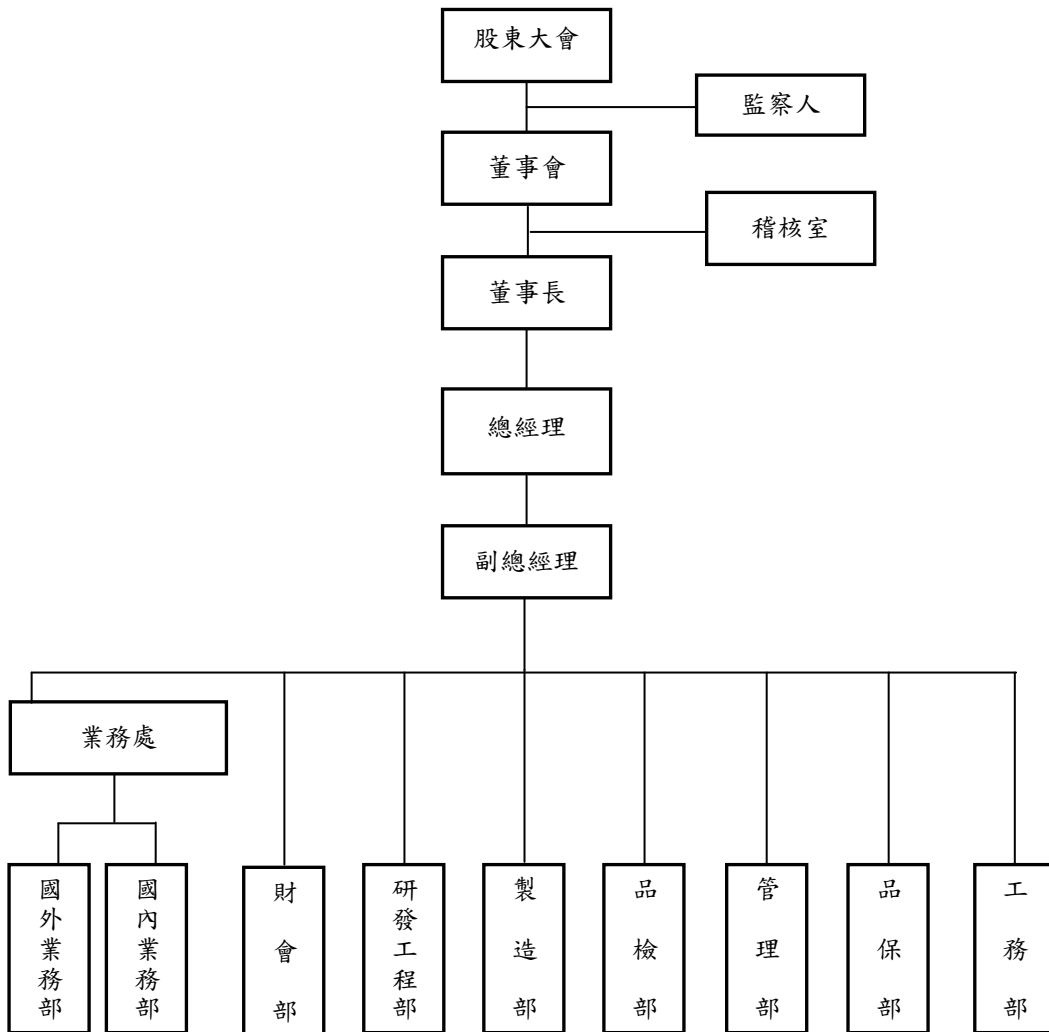 股東大會
監察人
董事會
稽核室
董事長
總經理
副總經理
業務處
國外業務部
國內業務部
財會部
研發工程部
製造部
品檢部
管理部
品保部
工務部